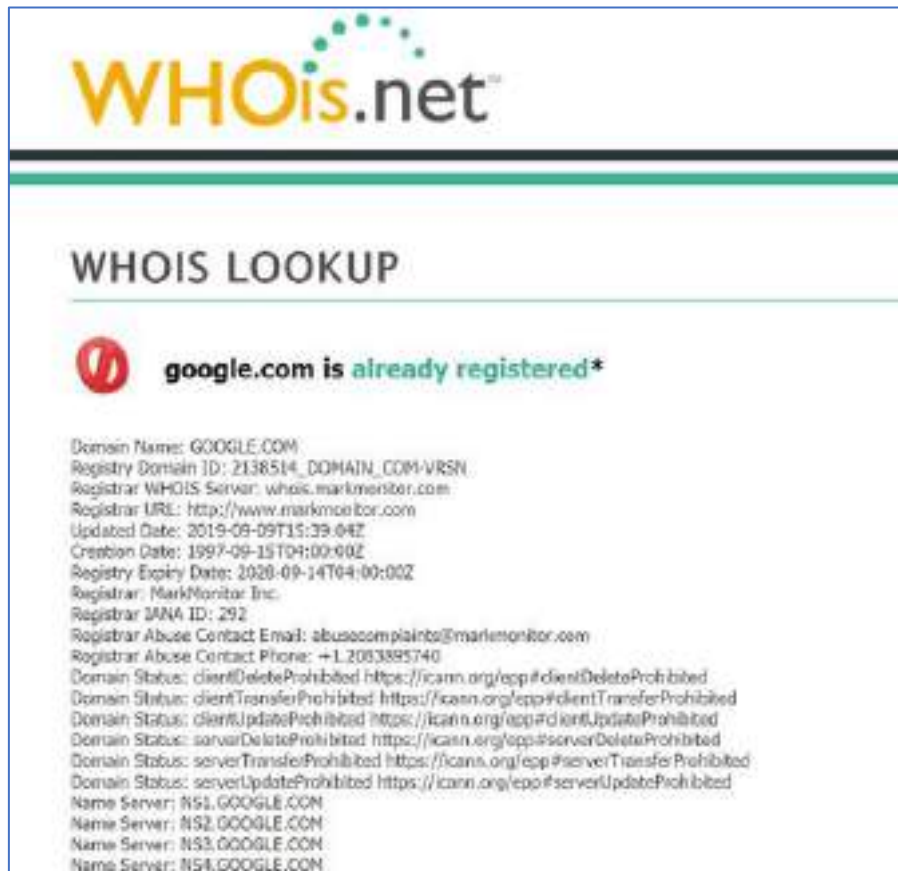 WHOis.net™
WHOIS LOOKUP
google.com is already registered*
Domain Name: GOOGLE.COM
Registry Domain ID: 2138514_DOMAIN_COM-VRSN
Registrar WHOIS Server: whois.markmonitor.com
Registrar URL: http://www.markmonitor.com
Updated Date: 2019-09-09T15:39:04Z
Creation Date: 1997-09-15T04:00:00Z
Registry Expiry Date: 2028-09-14T04:00:00Z
Registrar: MarkMonitor Inc.
Registrar IANA ID: 292
Registrar Abuse Contact Email: abusecomplaints@markmonitor.com
Registrar Abuse Contact Phone: +1.2083895740
Domain Status: clientDeleteProhibited https://icann.org/epp#clientDeleteProhibited
Domain Status: clientTransferProhibited https://icann.org/epp#clientTransferProhibited
Domain Status: clientUpdateProhibited https://icann.org/epp#clientUpdateProhibited
Domain Status: serverDeleteProhibited https://icann.org/epp#serverDeleteProhibited
Domain Status: serverTransferProhibited https://icann.org/epp#serverTransferProhibited
Domain Status: serverUpdateProhibited https://icann.org/epp#serverUpdateProhibited
Name Server: NS1.GOOGLE.COM
Name Server: NS2.GOOGLE.COM
Name Server: NS3.GOOGLE.COM
Name Server: NS4.GOOGLE.COM